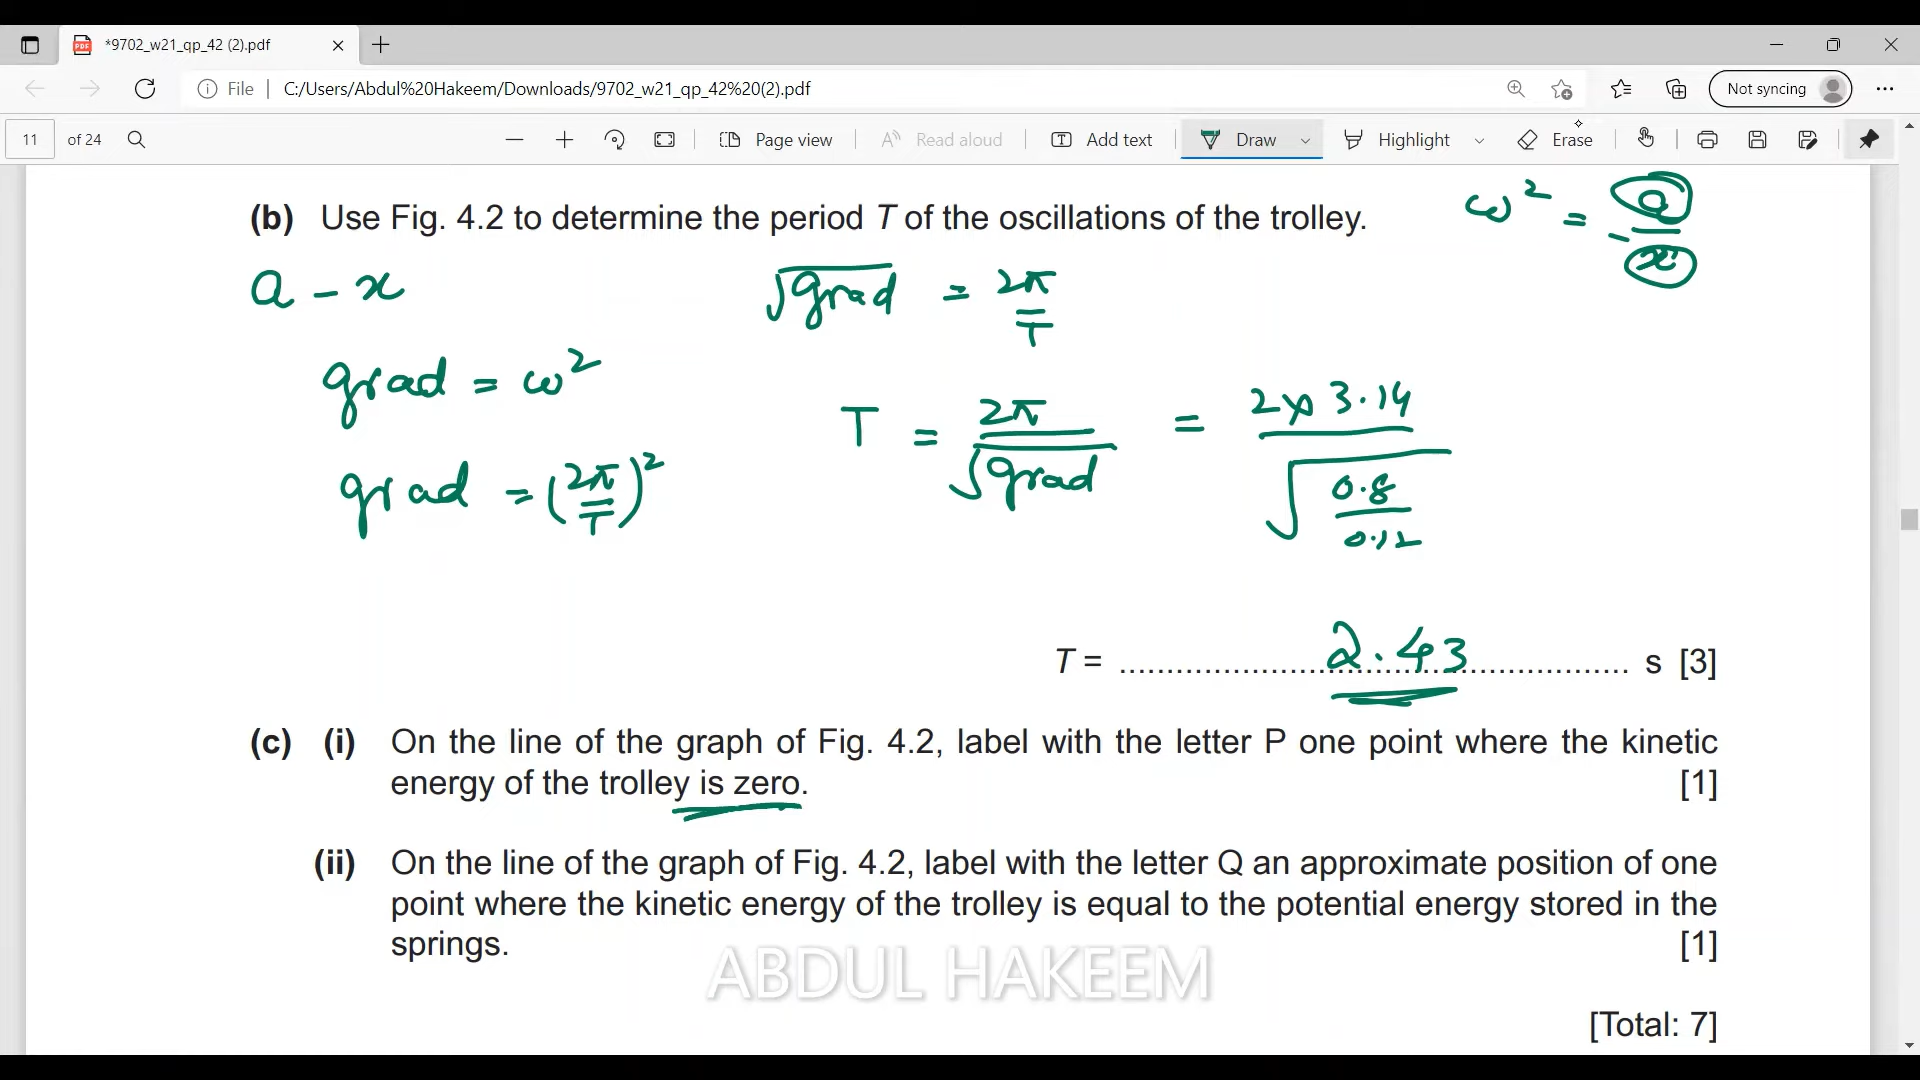 *9702_w21_qp_42 (2).pdf
File | C:/Users/Abdul%20Hakeem/Downloads/9702_w21_qp_42%20(2).pdf
Not syncing
11 of 24
Page view
Read aloud
Add text
Draw
Highlight
Erase
(b) Use Fig. 4.2 to determine the period T of the oscillations of the trolley.
ω² = - a/x
a - x
√grad = 2π/T
grad = ω²
T = 2π/√grad = 2 x 3.14/√(0.8/0.12)
grad = (2π/T)²
T = .......... 2.43 .......... s [3]
(c) (i) On the line of the graph of Fig. 4.2, label with the letter P one point where the kinetic
energy of the trolley is zero. [1]
(ii) On the line of the graph of Fig. 4.2, label with the letter Q an approximate position of one
point where the kinetic energy of the trolley is equal to the potential energy stored in the
springs. [1]
ABDUL HAKEEM
[Total: 7]